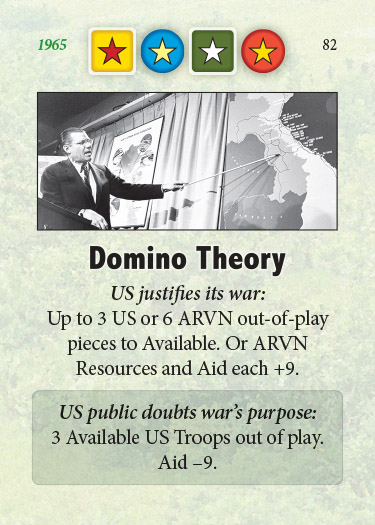 1965 82
Domino Theory
US justifies its war:
Up to 3 US or 6 ARVN out-of-play
pieces to Available. Or ARVN
Resources and Aid each +9.
US public doubts war's purpose:
3 Available US Troops out of play.
Aid –9.